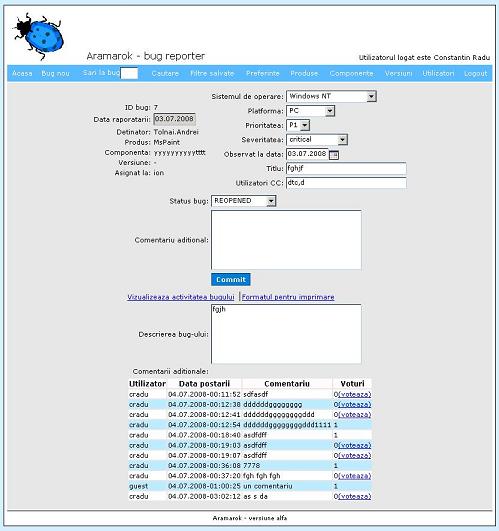 Aramarok - bug reporter
Utilizatorul logat este Constantin Radu
Acasa Bug nou Sari la bug Cautare Filtre salvate Preferinte Produse Componente Versiuni Utilizatori Logout
Sistemul de operare: Windows NT
ID bug: 7
Platforma: PC
Data raportarii: 03.07.2008
Prioritatea: P1
Detinator: Tolnai.Andrei
Produs: MsPaint
Severitatea: critical
Componenta: yyyyyyyyyytttt
Observat la data: 03.07.2008
Versiune: -
Titlu: fghjf
Asignat la: ion
Utilizatori CC: dtc,d
Status bug: REOPENED
Comentariu aditional:
Commit
Vizualizeaza activitatea bugului | Formatul pentru imprimare
fgjh
Descrierea bug-ului:
Comentarii aditionale:
Utilizator Data postarii Comentariu Voturi
cradu 04.07.2008-00:11:52 sdfasdf 0(voteaza)
cradu 04.07.2008-00:12:38 ddddddgggggggg 0(voteaza)
cradu 04.07.2008-00:12:41 ddddddggggggggddd 0(voteaza)
cradu 04.07.2008-00:12:54 ddddddggggggggddd1111 1
cradu 04.07.2008-00:18:40 asdfdff 1
cradu 04.07.2008-00:19:03 asdfdff 0(voteaza)
cradu 04.07.2008-00:19:07 asdfdff 0(voteaza)
cradu 04.07.2008-00:36:08 7778 1
cradu 04.07.2008-00:37:20 fgh fgh fgh 0(voteaza)
guest 04.07.2008-01:00:25 un comentariu 1
cradu 04.07.2008-03:02:12 as s da 0(voteaza)
Aramarok - versiune alfa